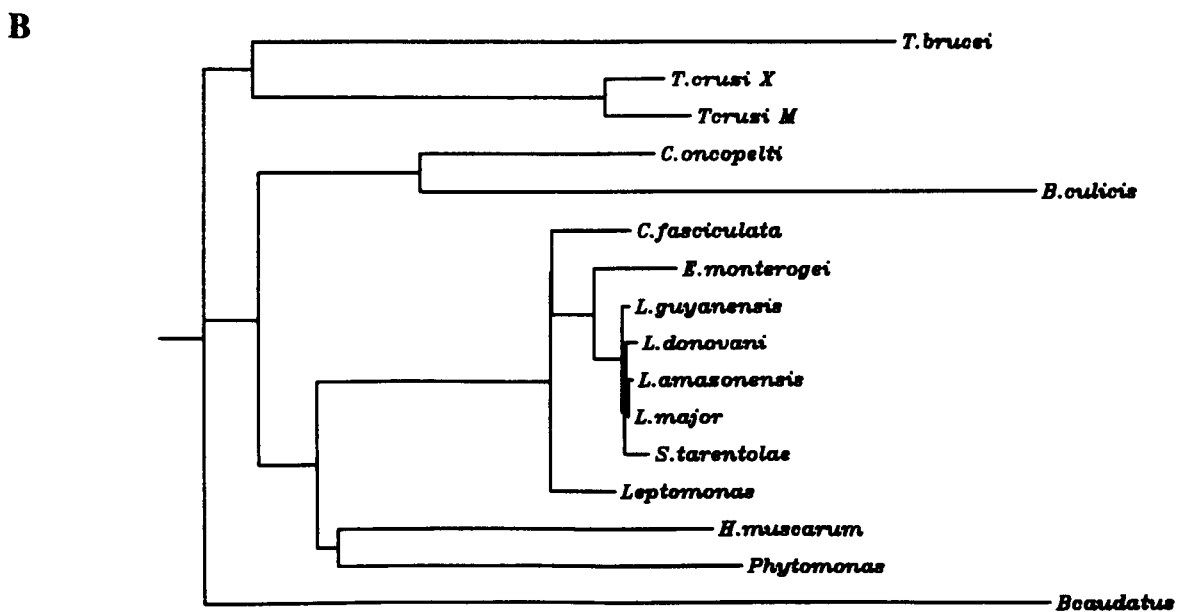 B
T.brucei
T.cruzi X
Tcruzi M
C.oncopelti
B.culicis
C.fasciculata
E.monterogei
L.guyanensis
L.donovani
L.amazonensis
L.major
S.tarentolae
Leptomonas
H.muscarum
Phytomonas
Bcaudatus